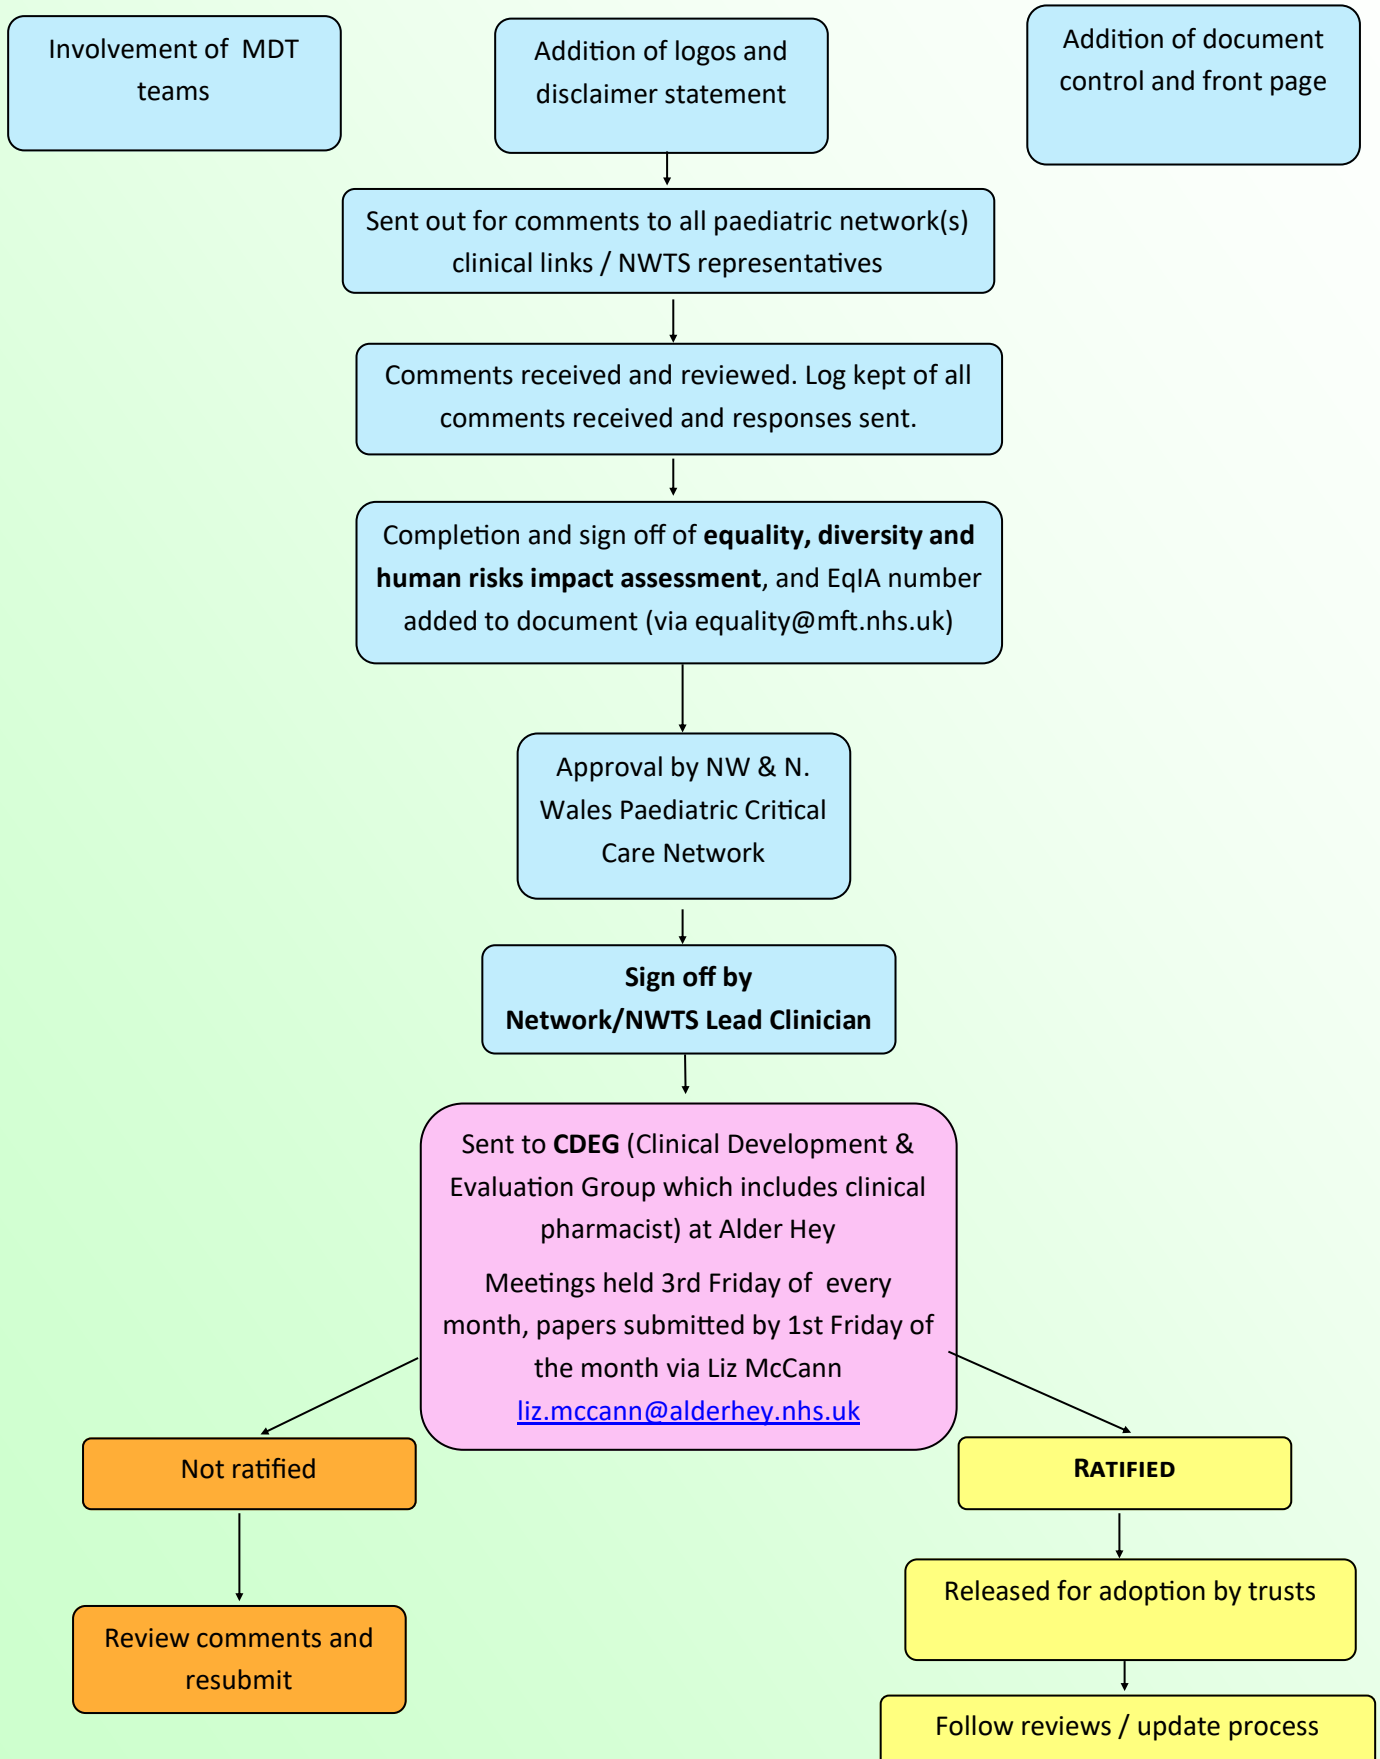 Involvement of MDT
teams
Addition of logos and
disclaimer statement
Addition of document
control and front page
Sent out for comments to all paediatric network(s)
clinical links / NWTS representatives
Comments received and reviewed. Log kept of all
comments received and responses sent.
Completion and sign off of equality, diversity and
human risks impact assessment, and EqIA number
added to document (via equality@mft.nhs.uk)
Approval by NW & N.
Wales Paediatric Critical
Care Network
Sign off by
Network/NWTS Lead Clinician
Sent to CDEG (Clinical Development &
Evaluation Group which includes clinical
pharmacist) at Alder Hey
Meetings held 3rd Friday of every
month, papers submitted by 1st Friday of
the month via Liz McCann
liz.mccann@alderhey.nhs.uk
Not ratified
RATIFIED
Released for adoption by trusts
Review comments and
resubmit
Follow reviews / update process